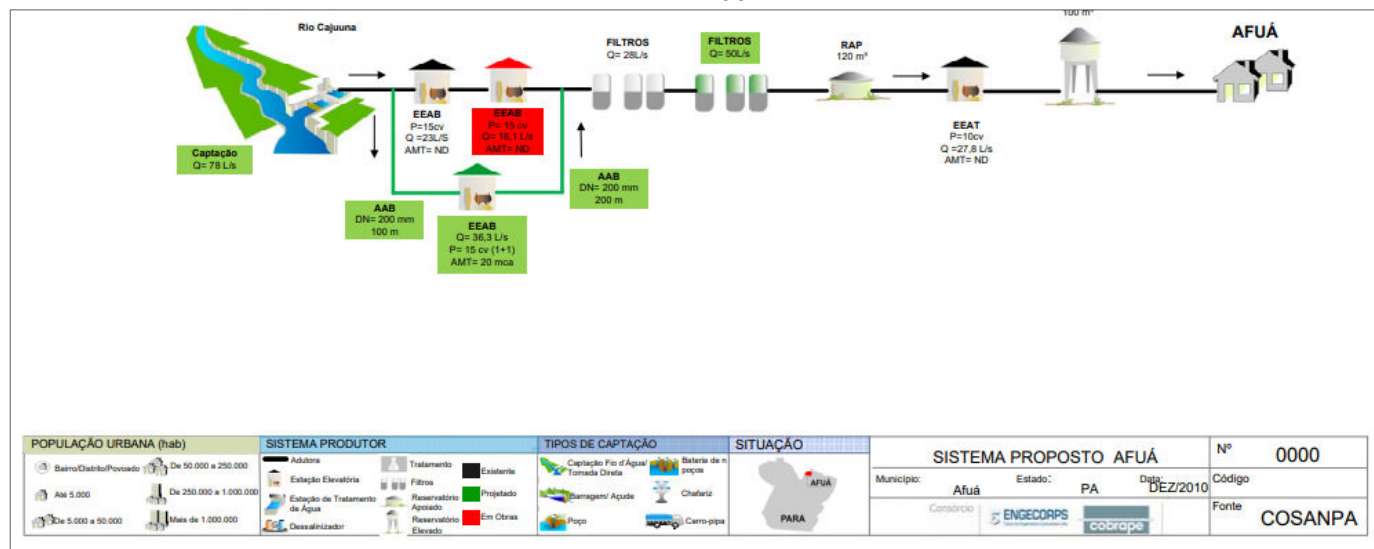 100 m³
Rio Cajuuna
AFUÁ
FILTROS
Q= 28L/s
FILTROS
Q= 50L/s
RAP
120 m³
EEAB
P=15cv
Q =23L/S
AMT= ND
EEAB
P= 15 cv
Q= 18,1 L/s
AMT= ND
EEAT
P=10cv
Q =27,8 L/s
AMT= ND
Captação
Q= 78 L/s
AAB
DN= 200 mm
100 m
EEAB
Q= 36,3 L/s
P= 15 cv (1+1)
AMT= 20 mca
AAB
DN= 200 mm
200 m
POPULAÇÃO URBANA (hab)
Bairro/Distrito/Povoado
De 50.000 a 250.000
Até 5.000
De 250.000 a 1.000.000
De 5.000 a 50.000
Mais de 1.000.000
SISTEMA PRODUTOR
Adutora
Estação Elevatória
Estação de Tratamento
de Água
Dessalinizador
Tratamento
Filtros
Reservatório
Apoiado
Reservatório
Elevado
Existente
Projetado
Em Obras
TIPOS DE CAPTAÇÃO
Captação Fio d'Água/
Tomada Direta
Barragem/ Açude
Poço
Bateria de n
poços
Chafariz
Carro-pipa
SITUAÇÃO
AFUÁ
PARA
SISTEMA PROPOSTO AFUÁ
Município:
Afuá
Estado:
PA
Data:
DEZ/2010
Consórcio
ENGECORPS
cobrape
Nº
0000
Código
Fonte
COSANPA